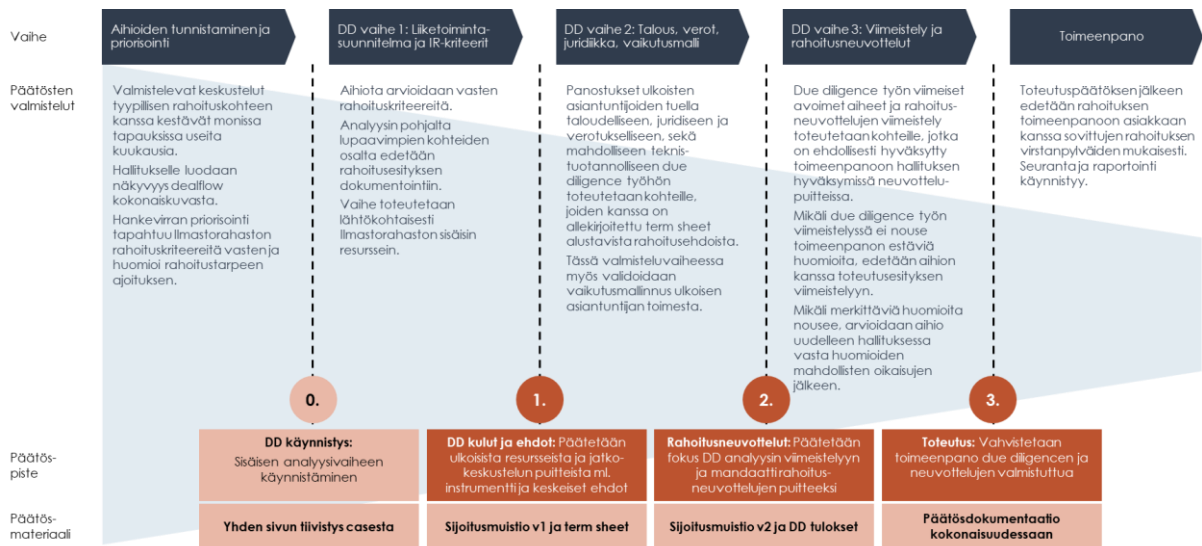 Vaihe
Aihioiden tunnistaminen ja
priorisointi
DD vaihe 1: Liiketoiminta-
suunnitelma ja IR-kriteerit
DD vaihe 2: Talous, verot,
juridiikka, vaikutusmalli
DD vaihe 3: Viimeistely ja
rahoitusneuvottelut
Toimeenpano
Päätösten
valmistelut
Valmistelevat keskustelut
tyypillisen rahoituskohteen
kanssa kestävät monissa
tapauksissa useita
kuukausia.
Hallitukselle luodaan
näkyvyys dealflow
kokonaiskuvasta.
Hankevirran priorisointi
tapahtuu Ilmastorahaston
rahoituskriteereitä vasten ja
huomioi rahoitustarpeen
ajoituksen.
Aihiota arvioidaan vasten
rahoituskriteereitä.
Analyysin pohjalta
lupaavimpien kohteiden
osalta edetään
rahoitusesityksen
dokumentointiin.
Vaihe toteutetaan
lähtökohtaisesti
Ilmastorahaston sisäisin
resurssein.
Panostukset ulkoisten
asiantuntijoiden tuella
taloudelliseen, juridiseen ja
verotukselliseen, sekä
mahdolliseen teknis-
tuotannolliseen due
diligence työhön
toteutetaan kohteille,
joiden kanssa on
allekirjoitettu term sheet
alustavista rahoitusehdoista.
Tässä valmisteluvaiheessa
myös validoidaan
vaikutusmallinnus ulkoisen
asiantuntijan toimesta.
Due diligence työn viimeiset
avoimet aiheet ja rahoitus-
neuvottelujen viimeistely
toteutetaan kohteille, jotka
on ehdollisesti hyväksytty
toimeenpanoon hallituksen
hyväksymissä neuvottelu-
puitteissa.
Mikäli due diligence työn
viimeistelyssä ei nouse
toimeenpanon estäviä
huomioita, edetään aihion
kanssa toteutusesityksen
viimeistelyyn.
Mikäli merkittäviä huomioita
nousee, arvioidaan aihio
uudelleen hallituksessa
vasta huomioiden
mahdollisten oikaisujen
jälkeen.
Toteutuspäätöksen jälkeen
edetään rahoituksen
toimeenpanoon asiakkaan
kanssa sovittujen rahoituksen
virstanpylväiden mukaisesti.
Seuranta ja raportointi
käynnistyy.
0.
1.
2.
3.
Päätös-
piste
DD käynnistys:
Sisäisen analyysivaiheen
käynnistäminen
DD kulut ja ehdot: Päätetään
ulkoisista resursseista ja jatko-
keskustelun puitteista ml.
instrumentti ja keskeiset ehdot
Rahoitusneuvottelut: Päätetään
fokus DD analyysin viimeistelyyn
ja mandaatti rahoitus-
neuvottelujen puitteeksi
Toteutus: Vahvistetaan
toimeenpano due diligencen ja
neuvottelujen valmistuttua
Päätös-
materiaali
Yhden sivun tiivistys casesta
Sijoitusmuistio v1 ja term sheet
Sijoitusmuistio v2 ja DD tulokset
Päätösdokumentaatio
kokonaisuudessaan